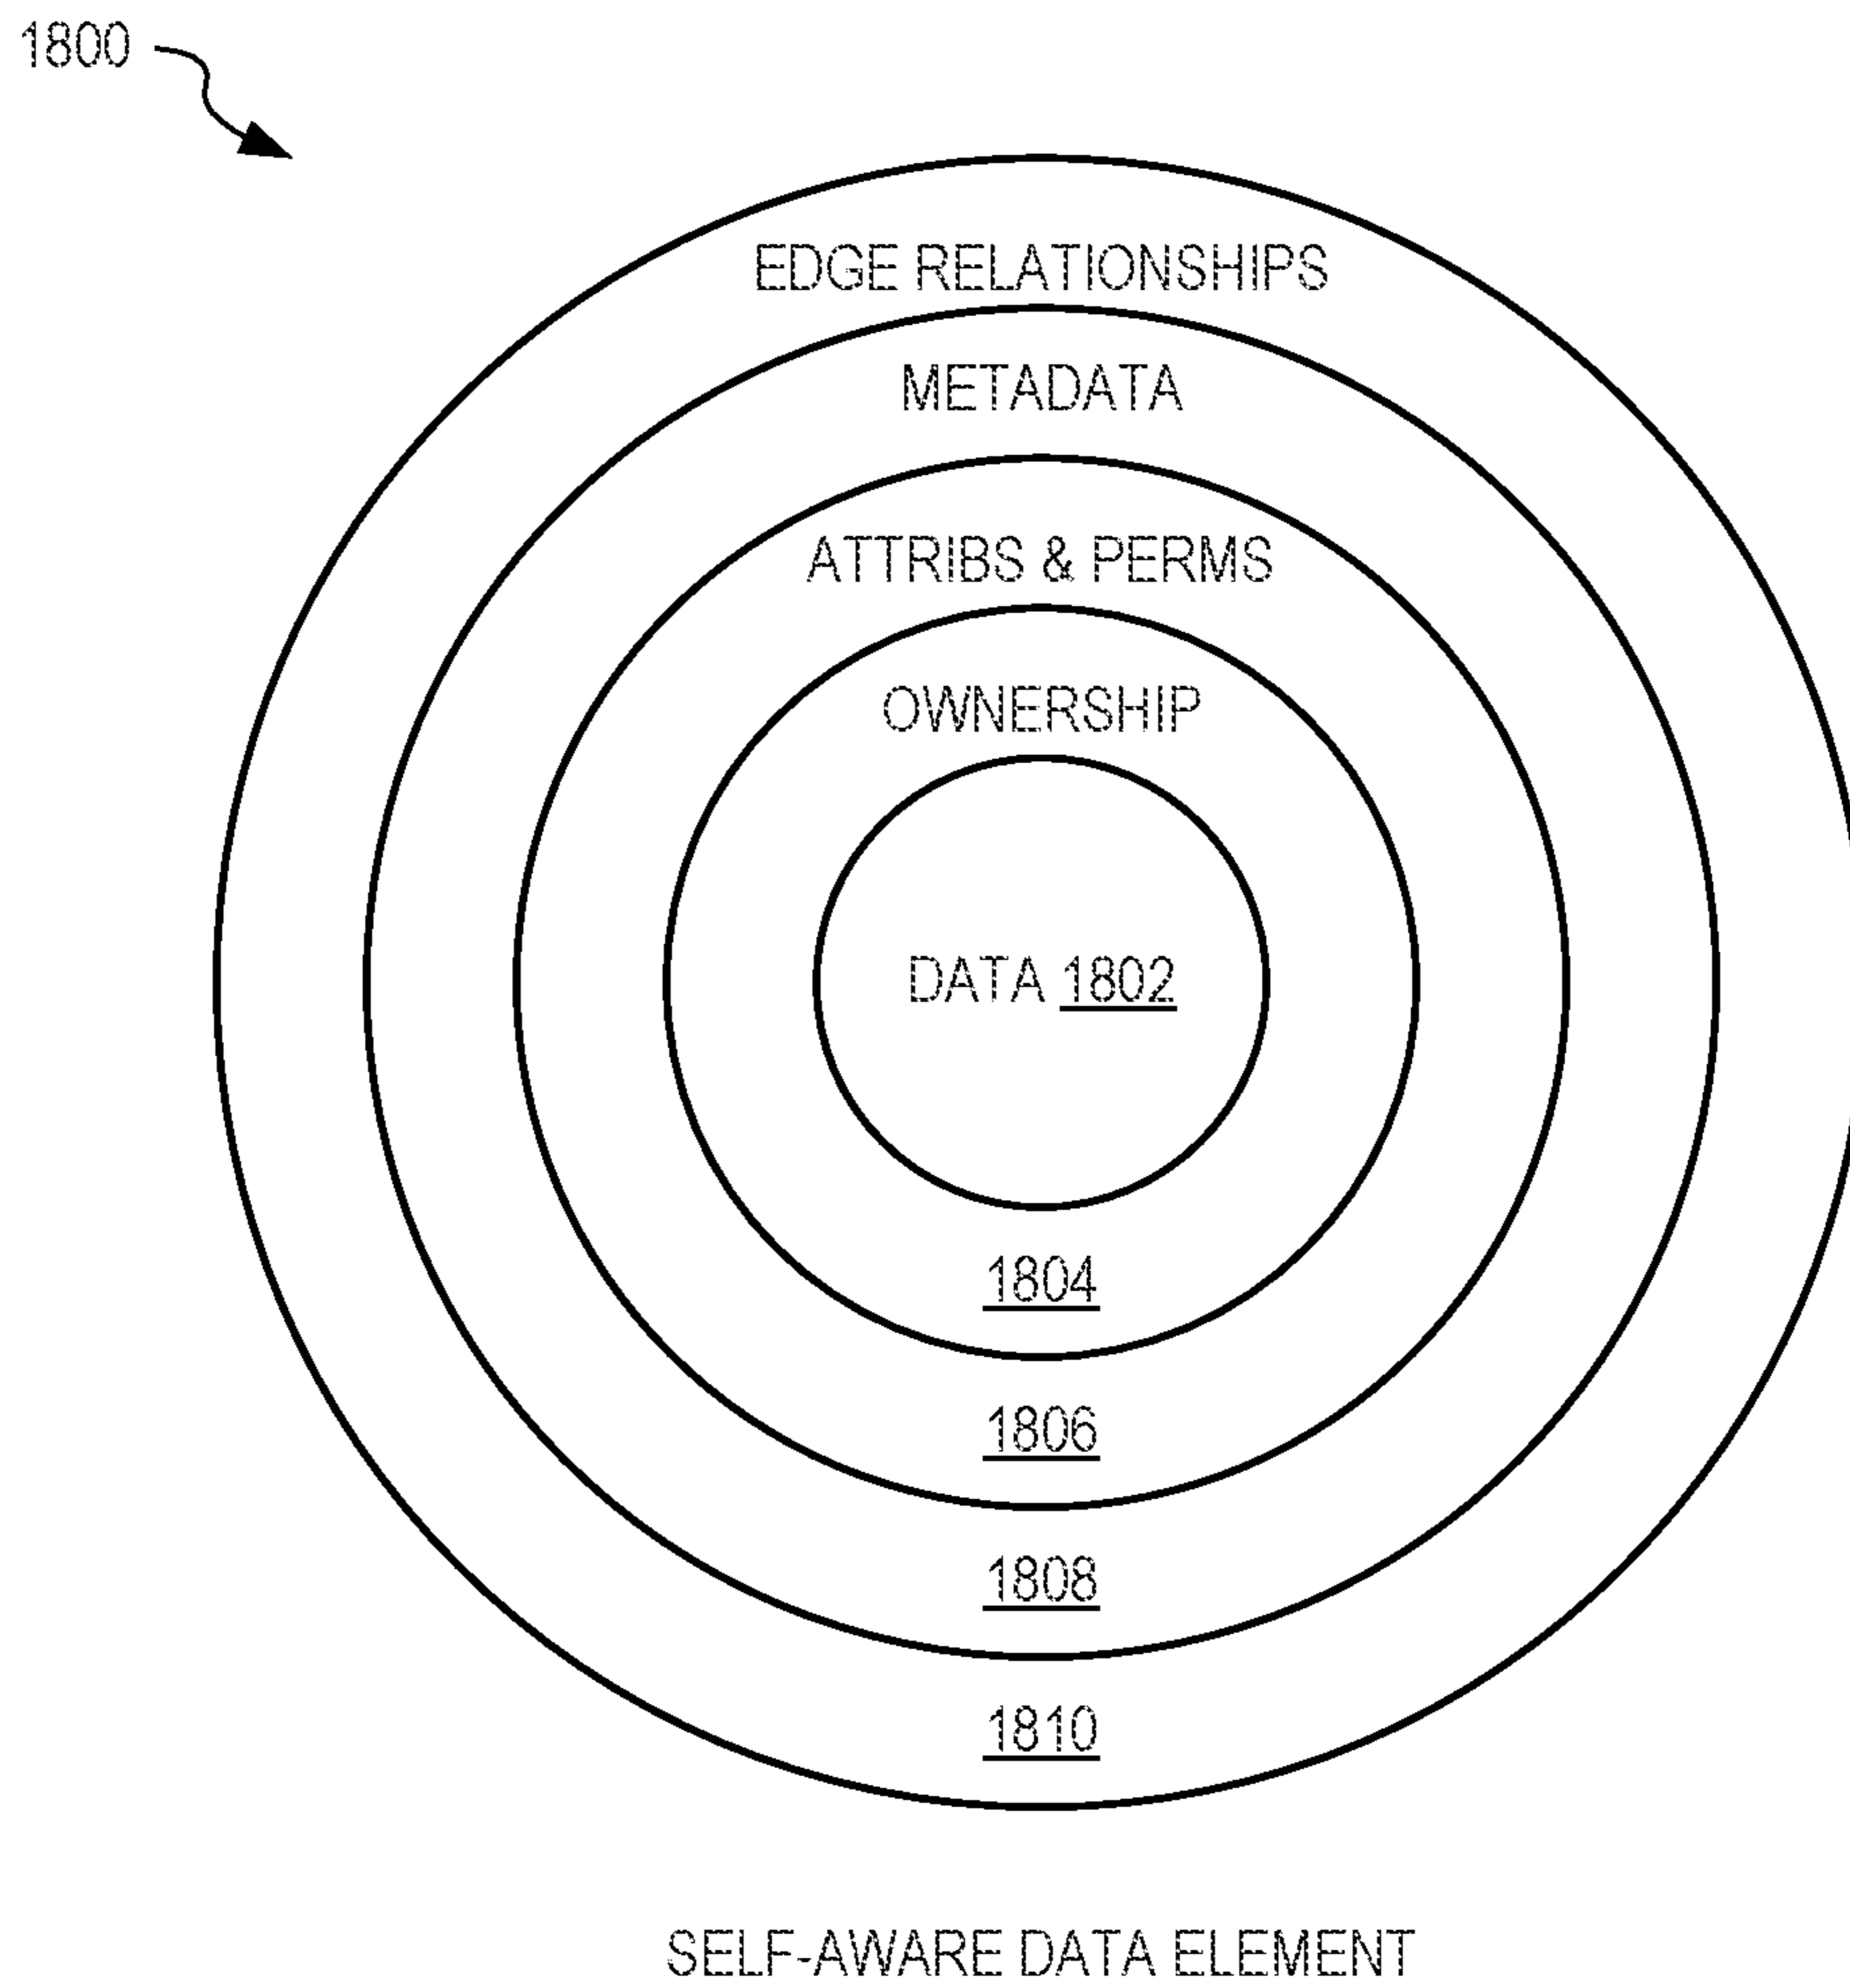 1800
EDGE RELATIONSHIPS
METADATA
ATTRIBS & PERMS
OWNERSHIP
DATA 1802
1804
1806
1808
1810
SELF-AWARE DATA ELEMENT